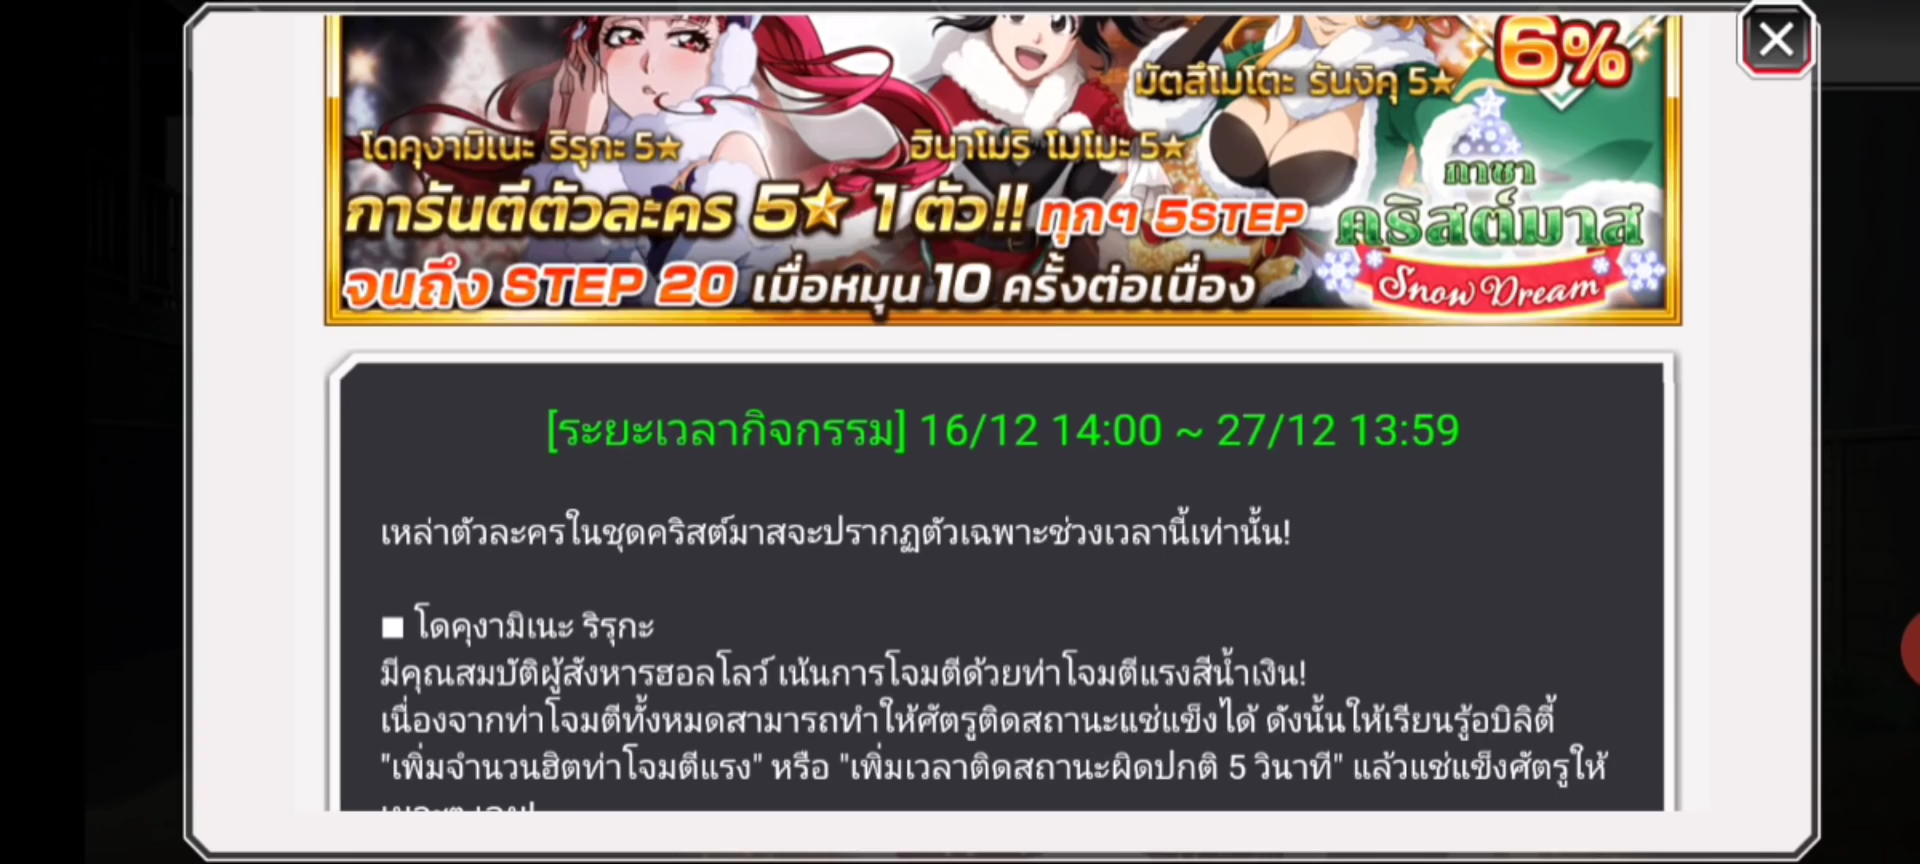 6%
มัตสึโมโตะ รันงิคุ 5★
โดคุงามิเนะ ริรุกะ 5★
ฮินาโมริ โมโมะ 5★
การันตีตัวละคร 5★ 1 ตัว!! ทุกๆ 5STEP
จนถึง STEP 20 เมื่อหมุน 10 ครั้งต่อเนื่อง
กาชา
คริสต์มาส
Snow Dream
[ระยะเวลากิจกรรม] 16/12 14:00 ~ 27/12 13:59
เหล่าตัวละครในชุดคริสต์มาสจะปรากฏตัวเฉพาะช่วงเวลานี้เท่านั้น!
■ โดคุงามิเนะ ริรุกะ
มีคุณสมบัติผู้สังหารฮอลโลว์ เน้นการโจมตีด้วยท่าโจมตีแรงสีน้ำเงิน!
เนื่องจากท่าโจมตีทั้งหมดสามารถทำให้ศัตรูติดสถานะแช่แข็งได้ ดังนั้นให้เรียนรู้อบิลิตี้
"เพิ่มจำนวนฮิตท่าโจมตีแรง" หรือ "เพิ่มเวลาติดสถานะผิดปกติ 5 วินาที" แล้วแช่แข็งศัตรูให้